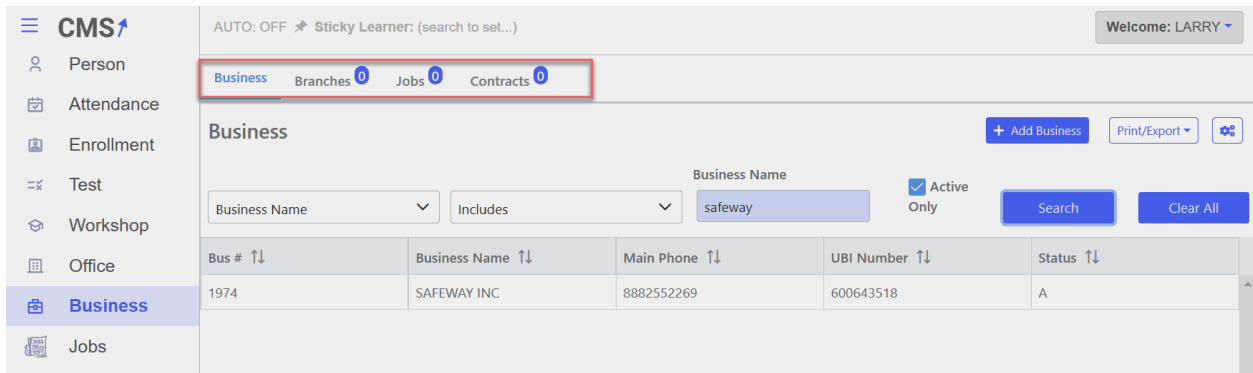 CMS
AUTO: OFF Sticky Learner: (search to set...)
Welcome: LARRY
Person
Attendance
Enrollment
Test
Workshop
Office
Business
Jobs
Business Branches 0 Jobs 0 Contracts 0
Business
+ Add Business Print/Export
Business Name
Business Name Includes safeway Active Only Search Clear All
Bus # Business Name Main Phone UBI Number Status
1974 SAFEWAY INC 8882552269 600643518 A